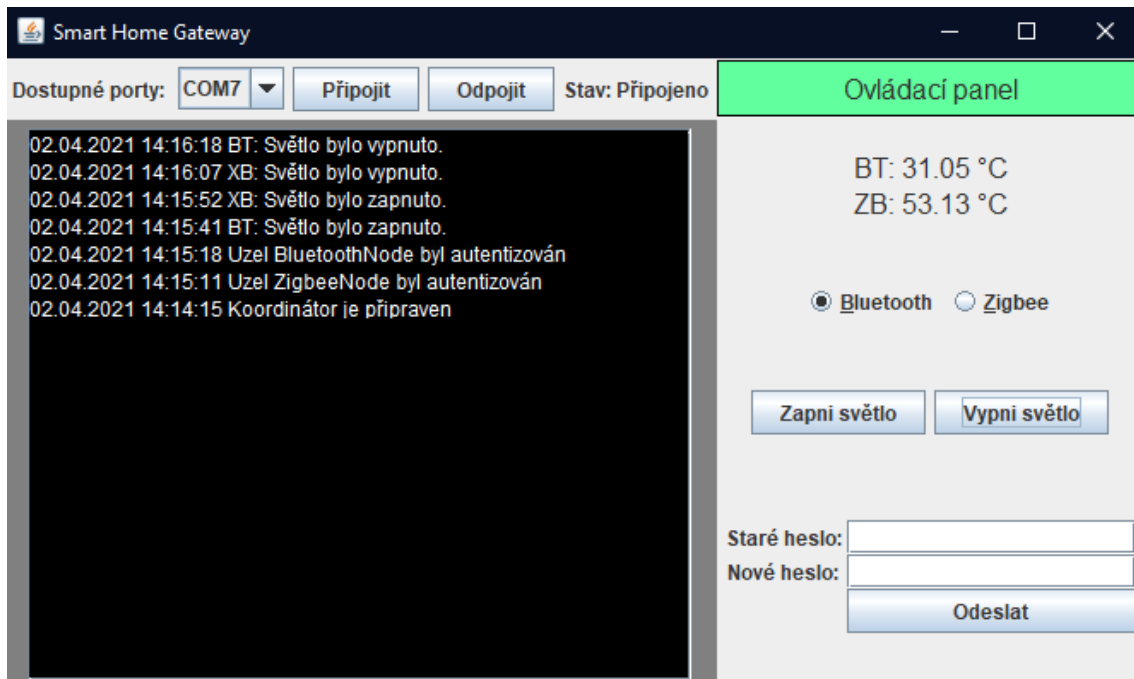 Smart Home Gateway
Dostupné porty: COM7 Připojit Odpojit Stav: Připojeno
02.04.2021 14:16:18 BT: Světlo bylo vypnuto.
02.04.2021 14:16:07 XB: Světlo bylo vypnuto.
02.04.2021 14:15:52 XB: Světlo bylo zapnuto.
02.04.2021 14:15:41 BT: Světlo bylo zapnuto.
02.04.2021 14:15:18 Uzel BluetoothNode byl autentizován
02.04.2021 14:15:11 Uzel ZigbeeNode byl autentizován
02.04.2021 14:14:15 Koordinátor je připraven
Ovládací panel
BT: 31.05 °C
ZB: 53.13 °C
Bluetooth Zigbee
Zapni světlo Vypni světlo
Staré heslo:
Nové heslo:
Odeslat